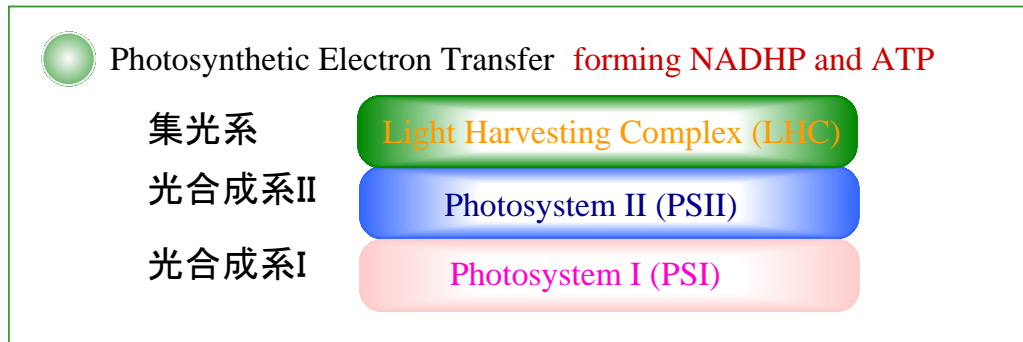 Photosynthetic Electron Transfer forming NADHP and ATP
集光系 Light Harvesting Complex (LHC)
光合成系II Photosystem II (PSII)
光合成系I Photosystem I (PSI)